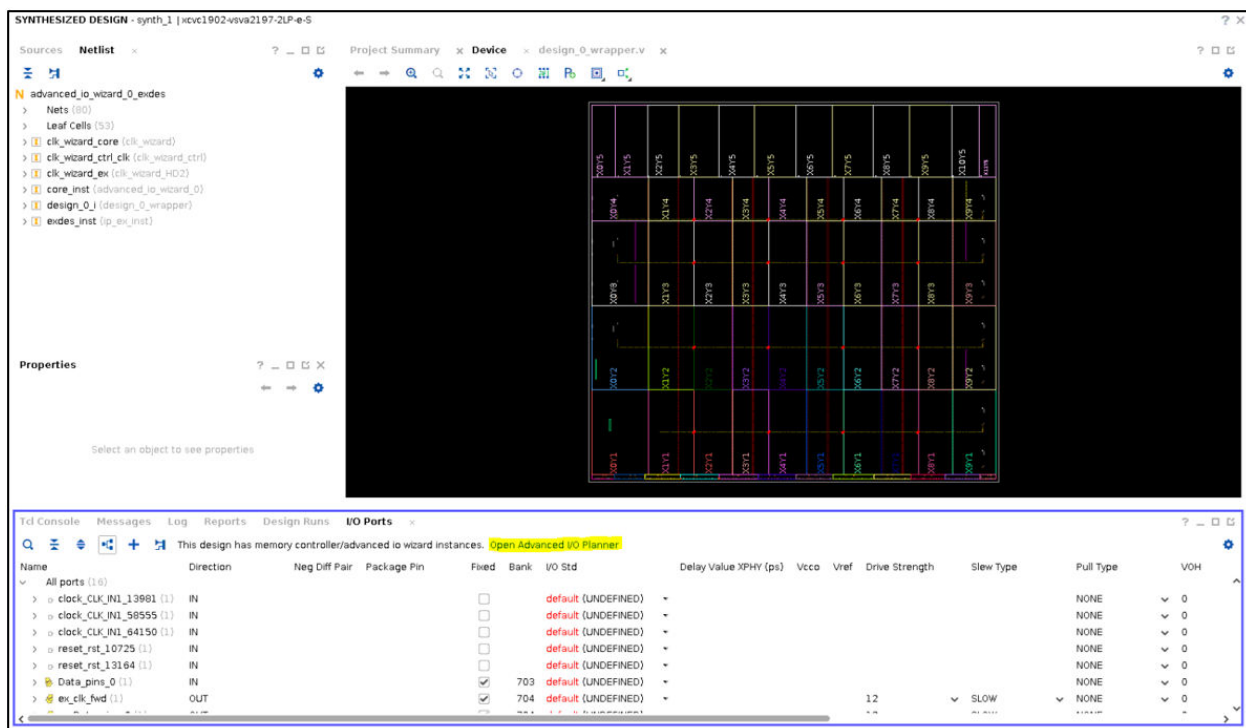 SYNTHESIZED DESIGN - synth_1 | xcvc1902-vsva2197-2LP-e-S
Sources Netlist
Project Summary Device design_0_wrapper.v
advanced_io_wizard_0_exdes
Nets (80)
Leaf Cells (53)
clk_wizard_core (clk_wizard)
clk_wizard_ctrl_clk (clk_wizard_ctrl)
clk_wizard_ex (clk_wizard_HD2)
core_inst (advanced_io_wizard_0)
design_0_i (design_0_wrapper)
exdes_inst (ip_ex_inst)
X0Y5 X1Y5 X2Y5 X3Y5 X4Y5 X5Y5 X6Y5 X7Y5 X8Y5 X9Y5 X10Y5
X0Y4 X1Y4 X2Y4 X3Y4 X4Y4 X5Y4 X6Y4 X7Y4 X8Y4 X9Y4
X1Y3 X2Y3 X3Y3 X4Y3 X5Y3 X6Y3 X7Y3 X8Y3 X9Y3
X0Y2 X1Y2 X2Y2 X3Y2 X4Y2 X5Y2 X6Y2 X7Y2 X8Y2 X9Y2
X0Y1 X1Y1 X2Y1 X3Y1 X4Y1 X5Y1 X6Y1 X8Y1 X9Y1
Properties
Select an object to see properties
Tcl Console Messages Log Reports Design Runs I/O Ports
This design has memory controller/advanced io wizard instances. Open Advanced I/O Planner
Name Direction Neg Diff Pair Package Pin Fixed Bank I/O Std Delay Value XPHY (ps) Vcco Vref Drive Strength Slew Type Pull Type VOH
All ports (16)
clock_CLK_IN1_13981 (1) IN default (UNDEFINED) NONE 0
clock_CLK_IN1_58555 (1) IN default (UNDEFINED) NONE 0
clock_CLK_IN1_64150 (1) IN default (UNDEFINED) NONE 0
reset_rst_10725 (1) IN default (UNDEFINED) NONE 0
reset_rst_13164 (1) IN default (UNDEFINED) NONE 0
Data_pins_0 (1) IN 703 default (UNDEFINED) NONE 0
ex_clk_fwd (1) OUT 704 default (UNDEFINED) 12 SLOW NONE 0